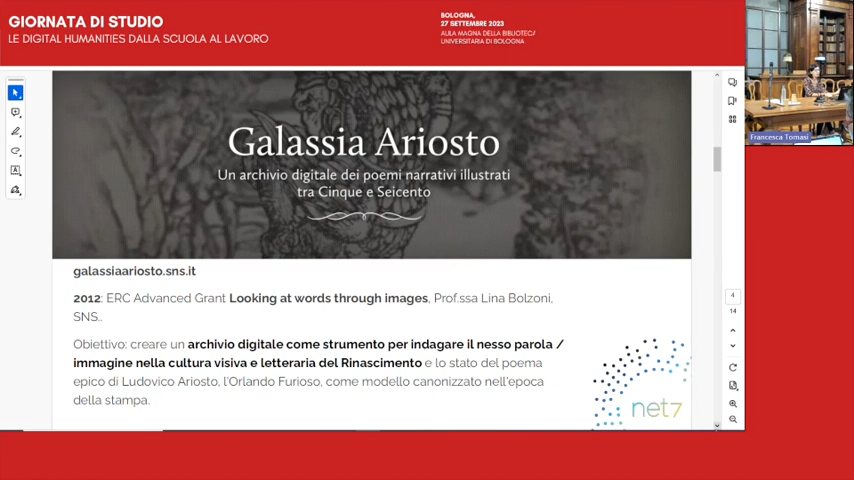 GIORNATA DI STUDIO
LE DIGITAL HUMANITIES DALLA SCUOLA AL LAVORO
BOLOGNA,
27 SETTEMBRE 2023
AULA MAGNA DELLA BIBLIOTECA
UNIVERSITARIA DI BOLOGNA
Francesca Tomasi
Galassia Ariosto
Un archivio digitale dei poemi narrativi illustrati
tra Cinque e Seicento
galassiaariosto.sns.it
2012: ERC Advanced Grant Looking at words through images, Prof.ssa Lina Bolzoni,
SNS..
Obiettivo: creare un archivio digitale come strumento per indagare il nesso parola /
immagine nella cultura visiva e letteraria del Rinascimento e lo stato del poema
epico di Ludovico Ariosto, l'Orlando Furioso, come modello canonizzato nell'epoca
della stampa.
net7
4
14